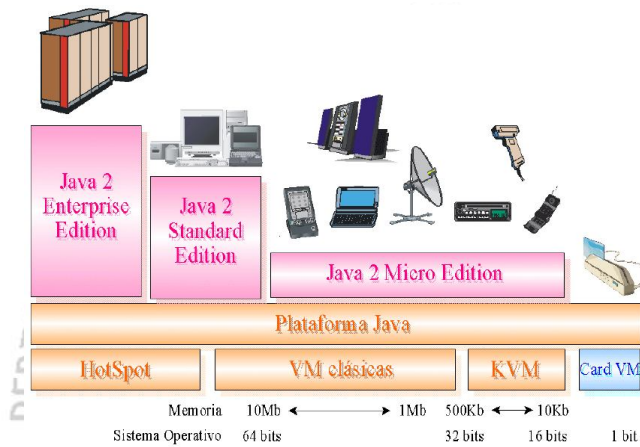 Java 2
Enterprise
Edition
Java 2
Standard
Edition
Java 2 Micro Edition
Plataforma Java
HotSpot
VM clásicas
KVM
Card VM
Memoria 10Mb 1Mb 500Kb 10Kb
Sistema Operativo 64 bits 32 bits 16 bits 1 bit